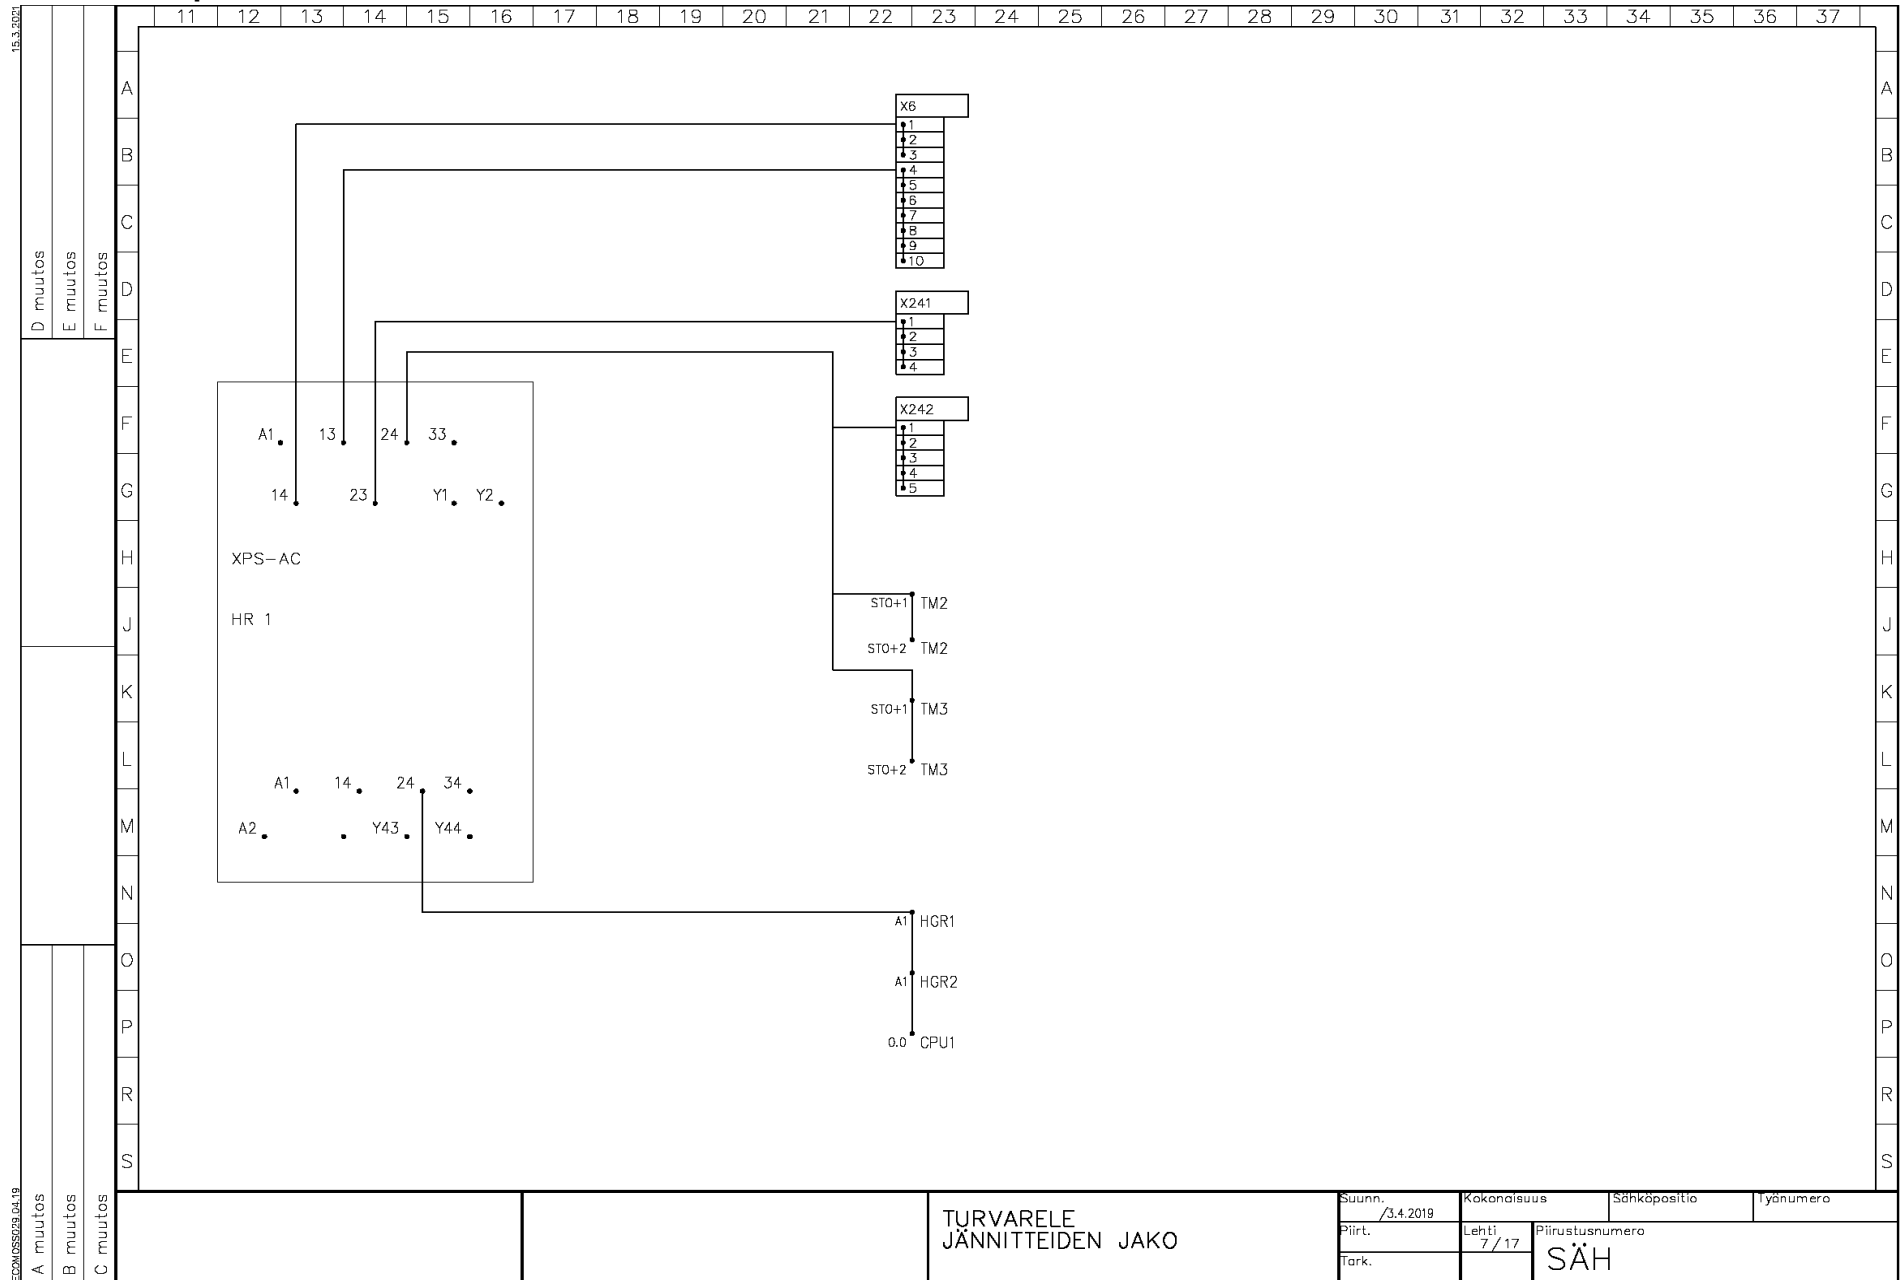 11 12 13 14 15 16 17 18 19 20 21 22 23 24 25 26 27 28 29 30 31 32 33 34 35 36 37
15.3.2021
D muutos
E muutos
F muutos
A muutos
B muutos
C muutos
ECOMOSS029.04.19
A A
B B
C C
D D
E E
F F
G G
H H
J J
K K
L L
M M
N N
O O
P P
R R
S S
X6
1
2
3
4
5
6
7
8
9
10
X241
1
2
3
4
X242
1
2
3
4
5
A1 13 24 33
14 23 Y1 Y2
XPS-AC
HR 1
A1 14 24 34
A2 Y43 Y44
STO+1 TM2
STO+2 TM2
STO+1 TM3
STO+2 TM3
A1 HGR1
A1 HGR2
0.0 CPU1
TURVARELE
JÄNNITTEIDEN JAKO
Suunn.
/3.4.2019
Piirt.
Tark.
Kokonaisuus
Sähköpositio
Työnumero
Lehti
7/17
Piirustusnumero
SÄH